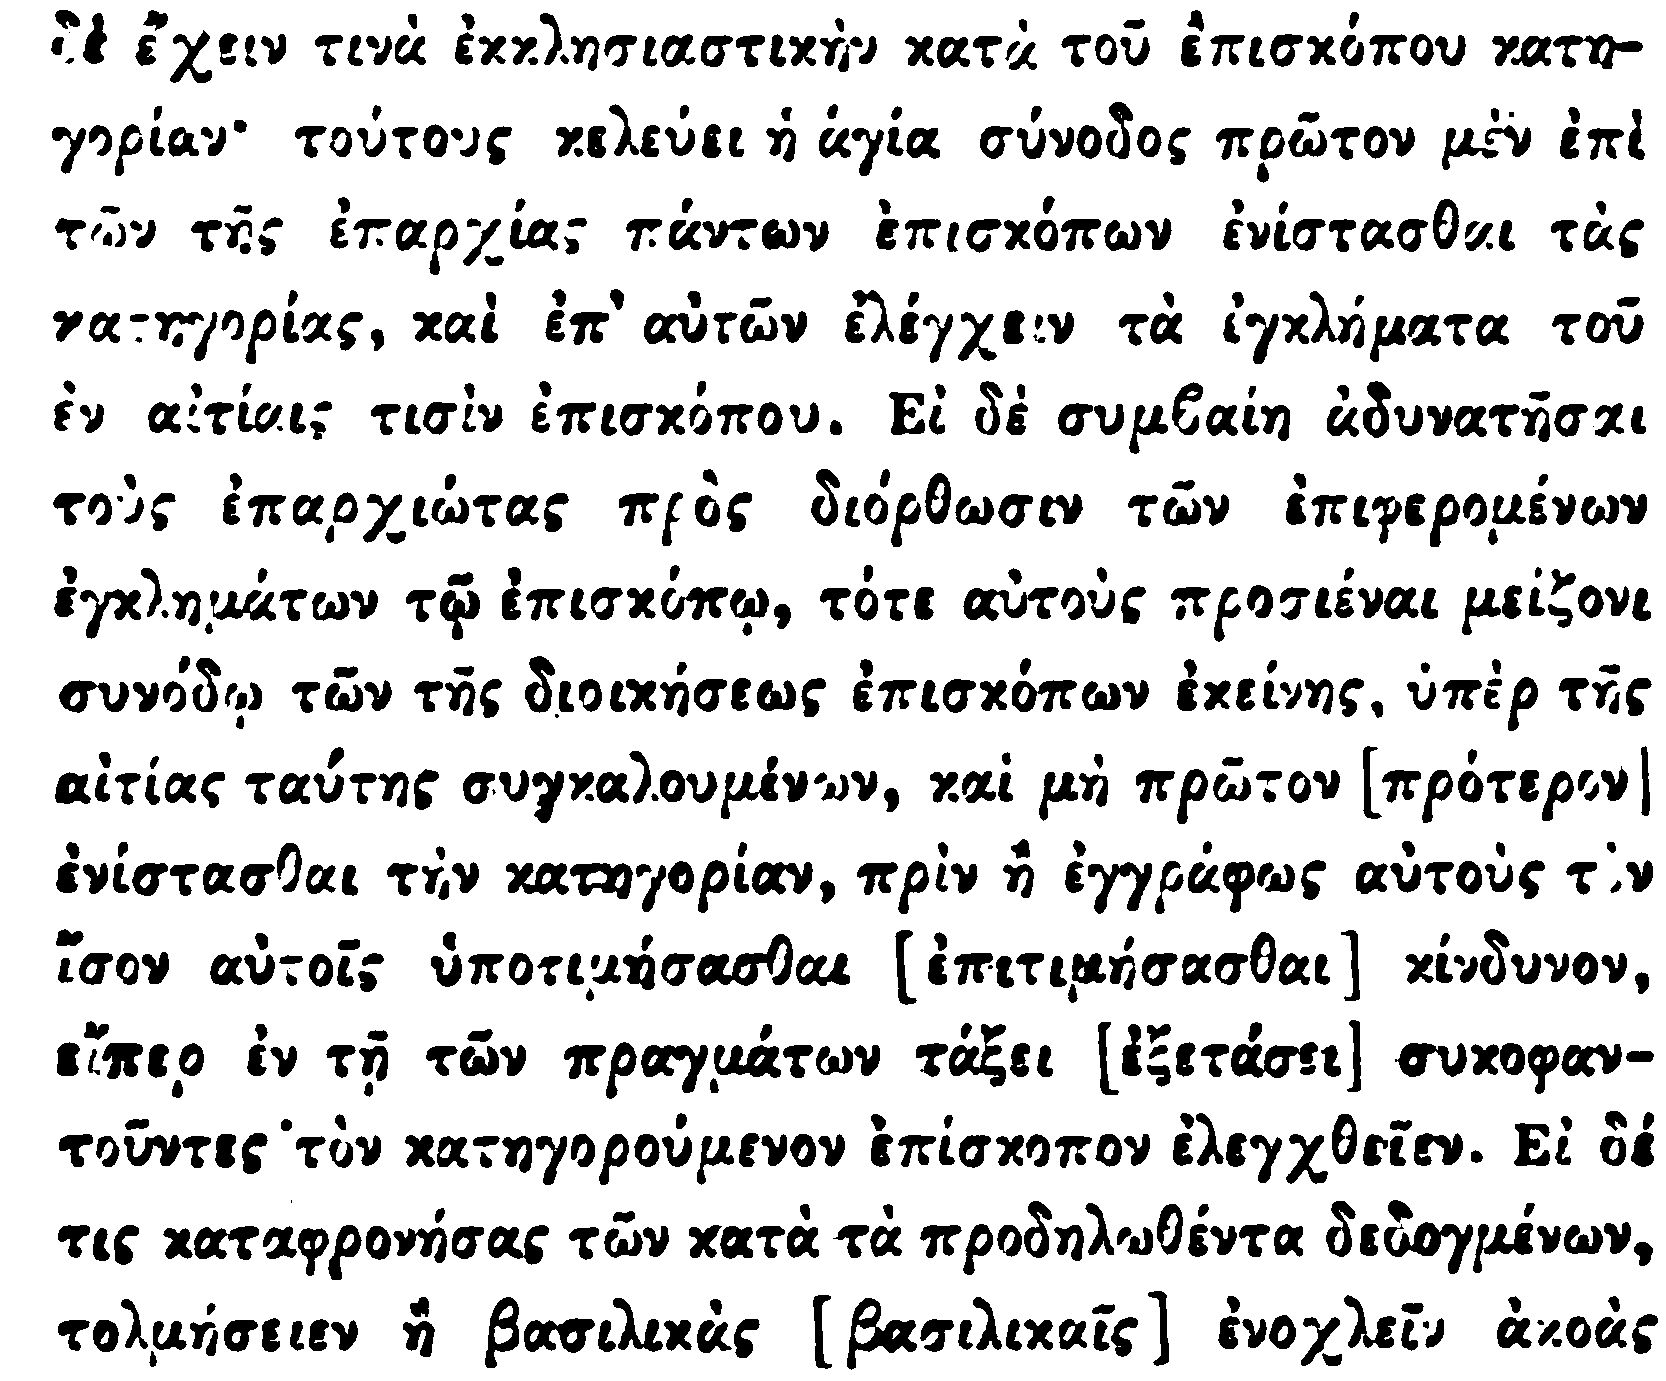 δὲ ἔχειν τινὰ ἐκκλησιαστικὴν κατὰ τοῦ ἐπισκόπου κατη-
γορίαν· τούτους κελεύει ἡ ἁγία σύνοδος πρῶτον μὲν ἐπὶ
τῶν τῆς ἐπαρχίας πάντων ἐπισκόπων ἐνίστασθαι τὰς
κατηγορίας, καὶ ἐπ' αὐτῶν ἐλέγχειν τὰ ἐγκλήματα τοῦ
ἐν αἰτίαις τισὶν ἐπισκόπου. Εἰ δὲ συμβαίη ἀδυνατῆσαι
τοὺς ἐπαρχιώτας πρὸς διόρθωσιν τῶν ἐπιφερομένων
ἐγκλημάτων τῷ ἐπισκόπῳ, τότε αὐτοὺς προσιέναι μείζονι
συνόδῳ τῶν τῆς διοικήσεως ἐπισκόπων ἐκείνης, ὑπὲρ τῆς
αἰτίας ταύτης συγκαλουμένων, καὶ μὴ πρῶτον [πρότερον]
ἐνίστασθαι τὴν κατηγορίαν, πρὶν ἢ ἐγγράφως αὐτοὺς τὸν
ἴσον αὐτοῖς ὑποτιμήσασθαι [ἐπιτιμήσασθαι] κίνδυνον,
εἴπερ ἐν τῇ τῶν πραγμάτων τάξει [ἐξετάσει] συκοφαν-
τοῦντες τὸν κατηγορούμενον ἐπίσκοπον ἐλεγχθεῖεν. Εἰ δέ
τις καταφρονήσας τῶν κατὰ τὰ προδηλωθέντα δεδογμένων,
τολμήσειεν ἢ βασιλικὰς [βασιλικαῖς] ἐνοχλεῖν ἀκοὰς